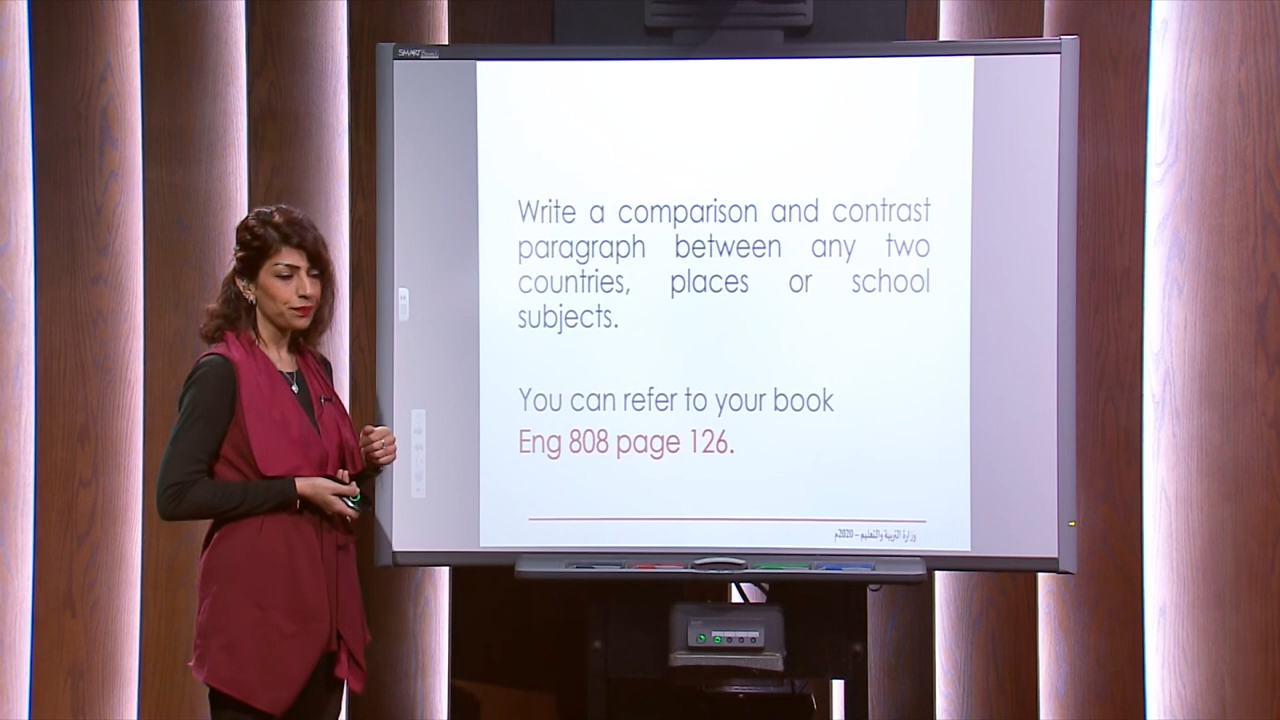 SMART
Write a comparison and contrast
paragraph between any two
countries, places or school
subjects.
You can refer to your book
Eng 808 page 126.
وزارة التربية والتعليم – 2020م